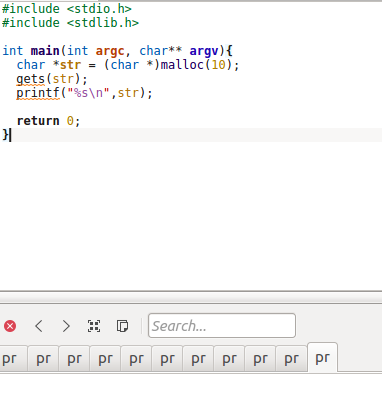 #include <stdio.h>
#include <stdlib.h>
int main(int argc, char** argv){
char *str = (char *)malloc(10);
gets(str);
printf("%s\n",str);
return 0;
}
Search...
pr pr pr pr pr pr pr pr pr pr pr